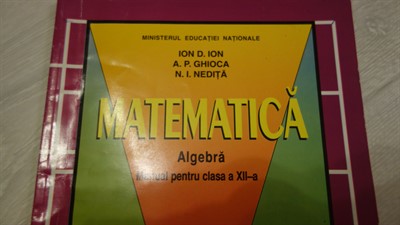 MINISTERUL EDUCAȚIEI NAȚIONALE
ION D. ION
A. P. GHIOCA
N. I. NEDIȚĂ
MATEMATICĂ
Algebră
Manual pentru clasa a XII-a